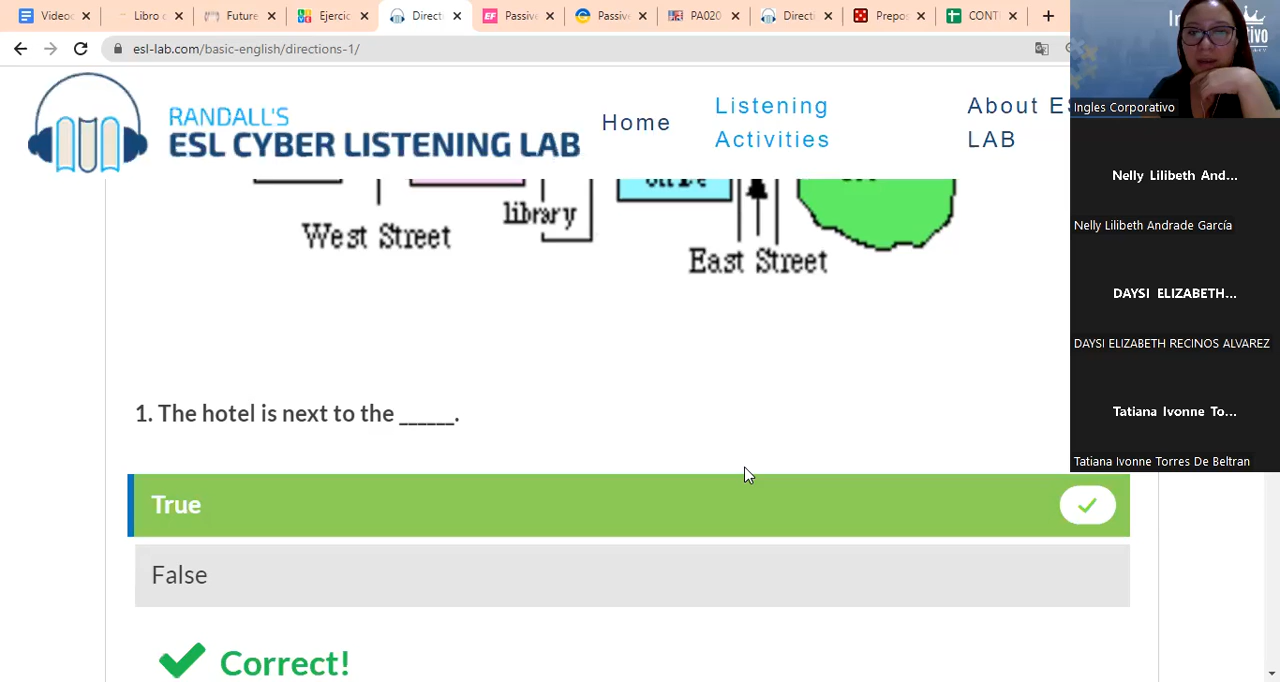 Video Libro Future Ejercic Direct Passive Passive PA020 Direct Prepos CONT
esl-lab.com/basic-english/directions-1/
RANDALL'S
ESL CYBER LISTENING LAB
Home
Listening
Activities
About
LAB
Ingles Corporativo
Nelly Lilibeth And...
Nelly Lilibeth Andrade García
DAYSI ELIZABETH...
DAYSI ELIZABETH RECINOS ALVAREZ
Tatiana Ivonne To...
Tatiana Ivonne Torres De Beltran
West Street
library
East Street
1. The hotel is next to the ______.
True
False
Correct!